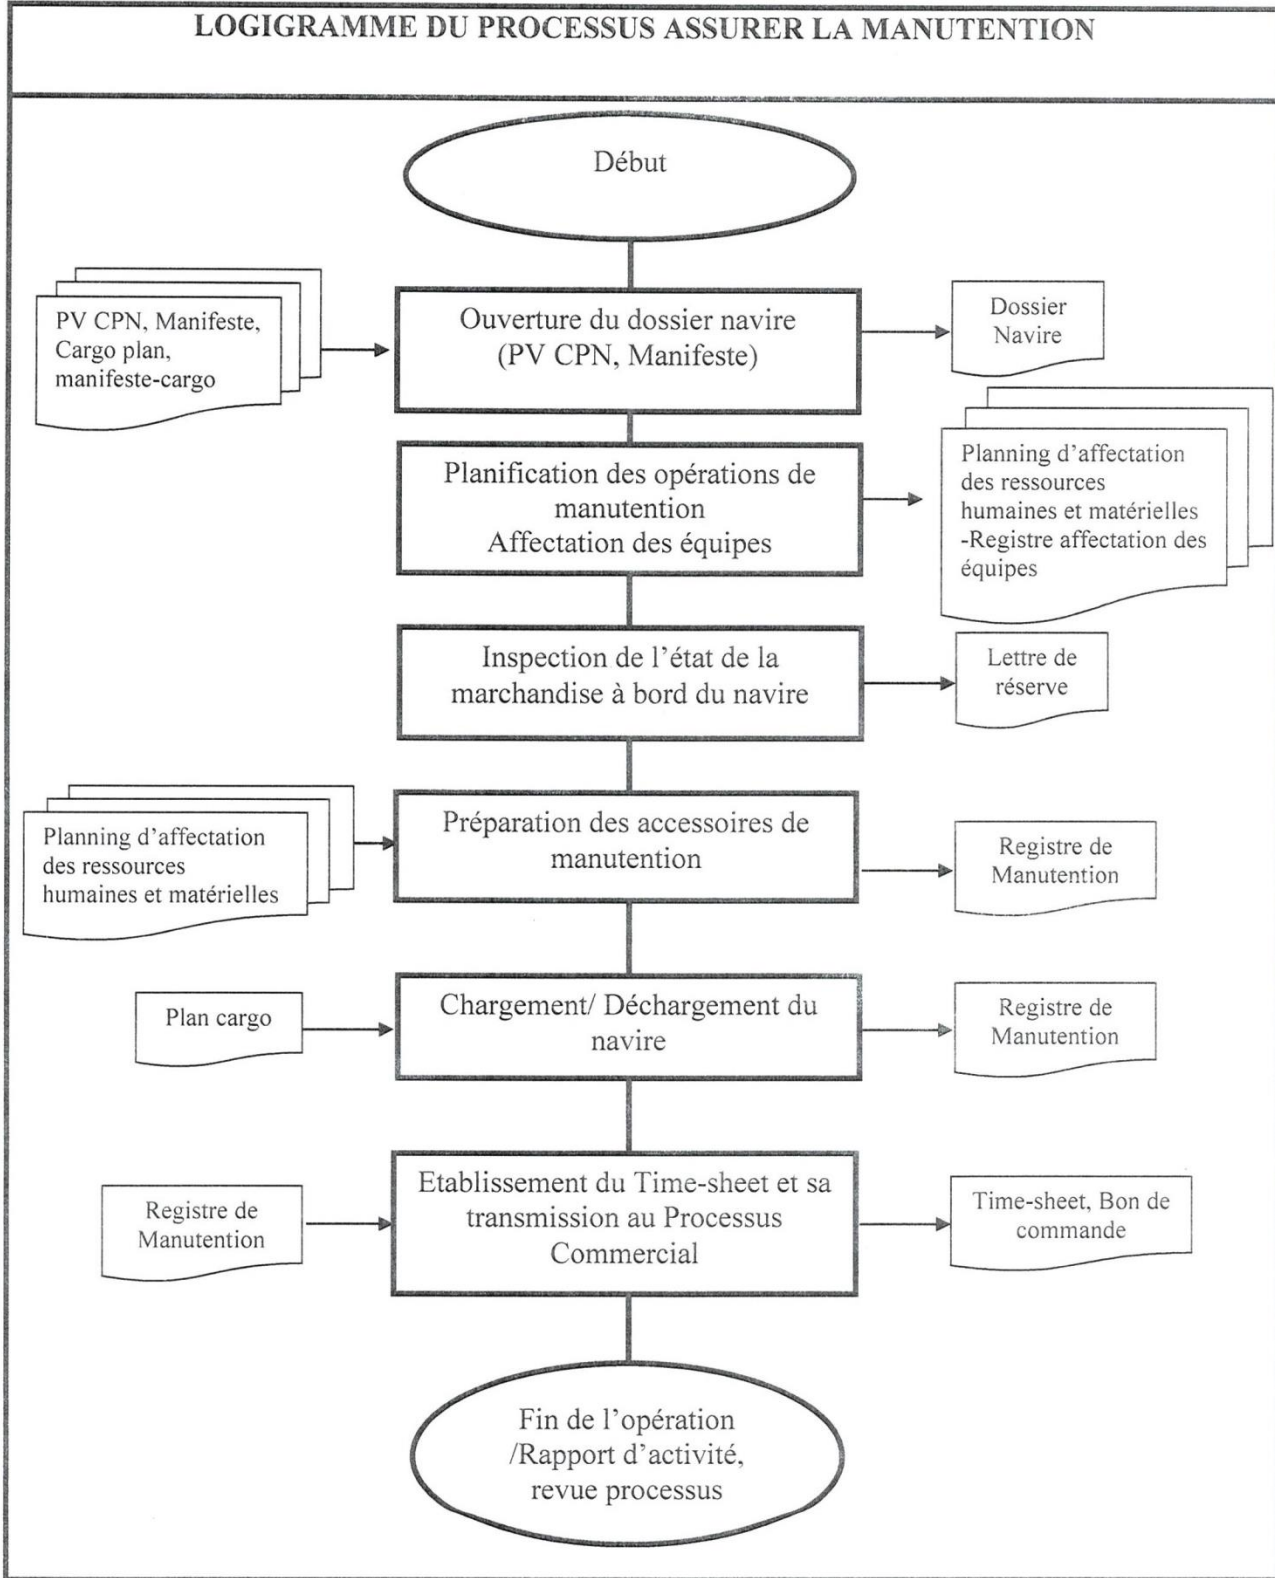 LOGIGRAMME DU PROCESSUS ASSURER LA MANUTENTION
Début
PV CPN, Manifeste,
Cargo plan,
manifeste-cargo
Ouverture du dossier navire
(PV CPN, Manifeste)
Dossier
Navire
Planification des opérations de
manutention
Affectation des équipes
Planning d’affectation
des ressources
humaines et matérielles
-Registre affectation des
équipes
Inspection de l’état de la
marchandise à bord du navire
Lettre de
réserve
Planning d’affectation
des ressources
humaines et matérielles
Préparation des accessoires de
manutention
Registre de
Manutention
Plan cargo
Chargement/ Déchargement du
navire
Registre de
Manutention
Registre de
Manutention
Etablissement du Time-sheet et sa
transmission au Processus
Commercial
Time-sheet, Bon de
commande
Fin de l’opération
/Rapport d’activité,
revue processus